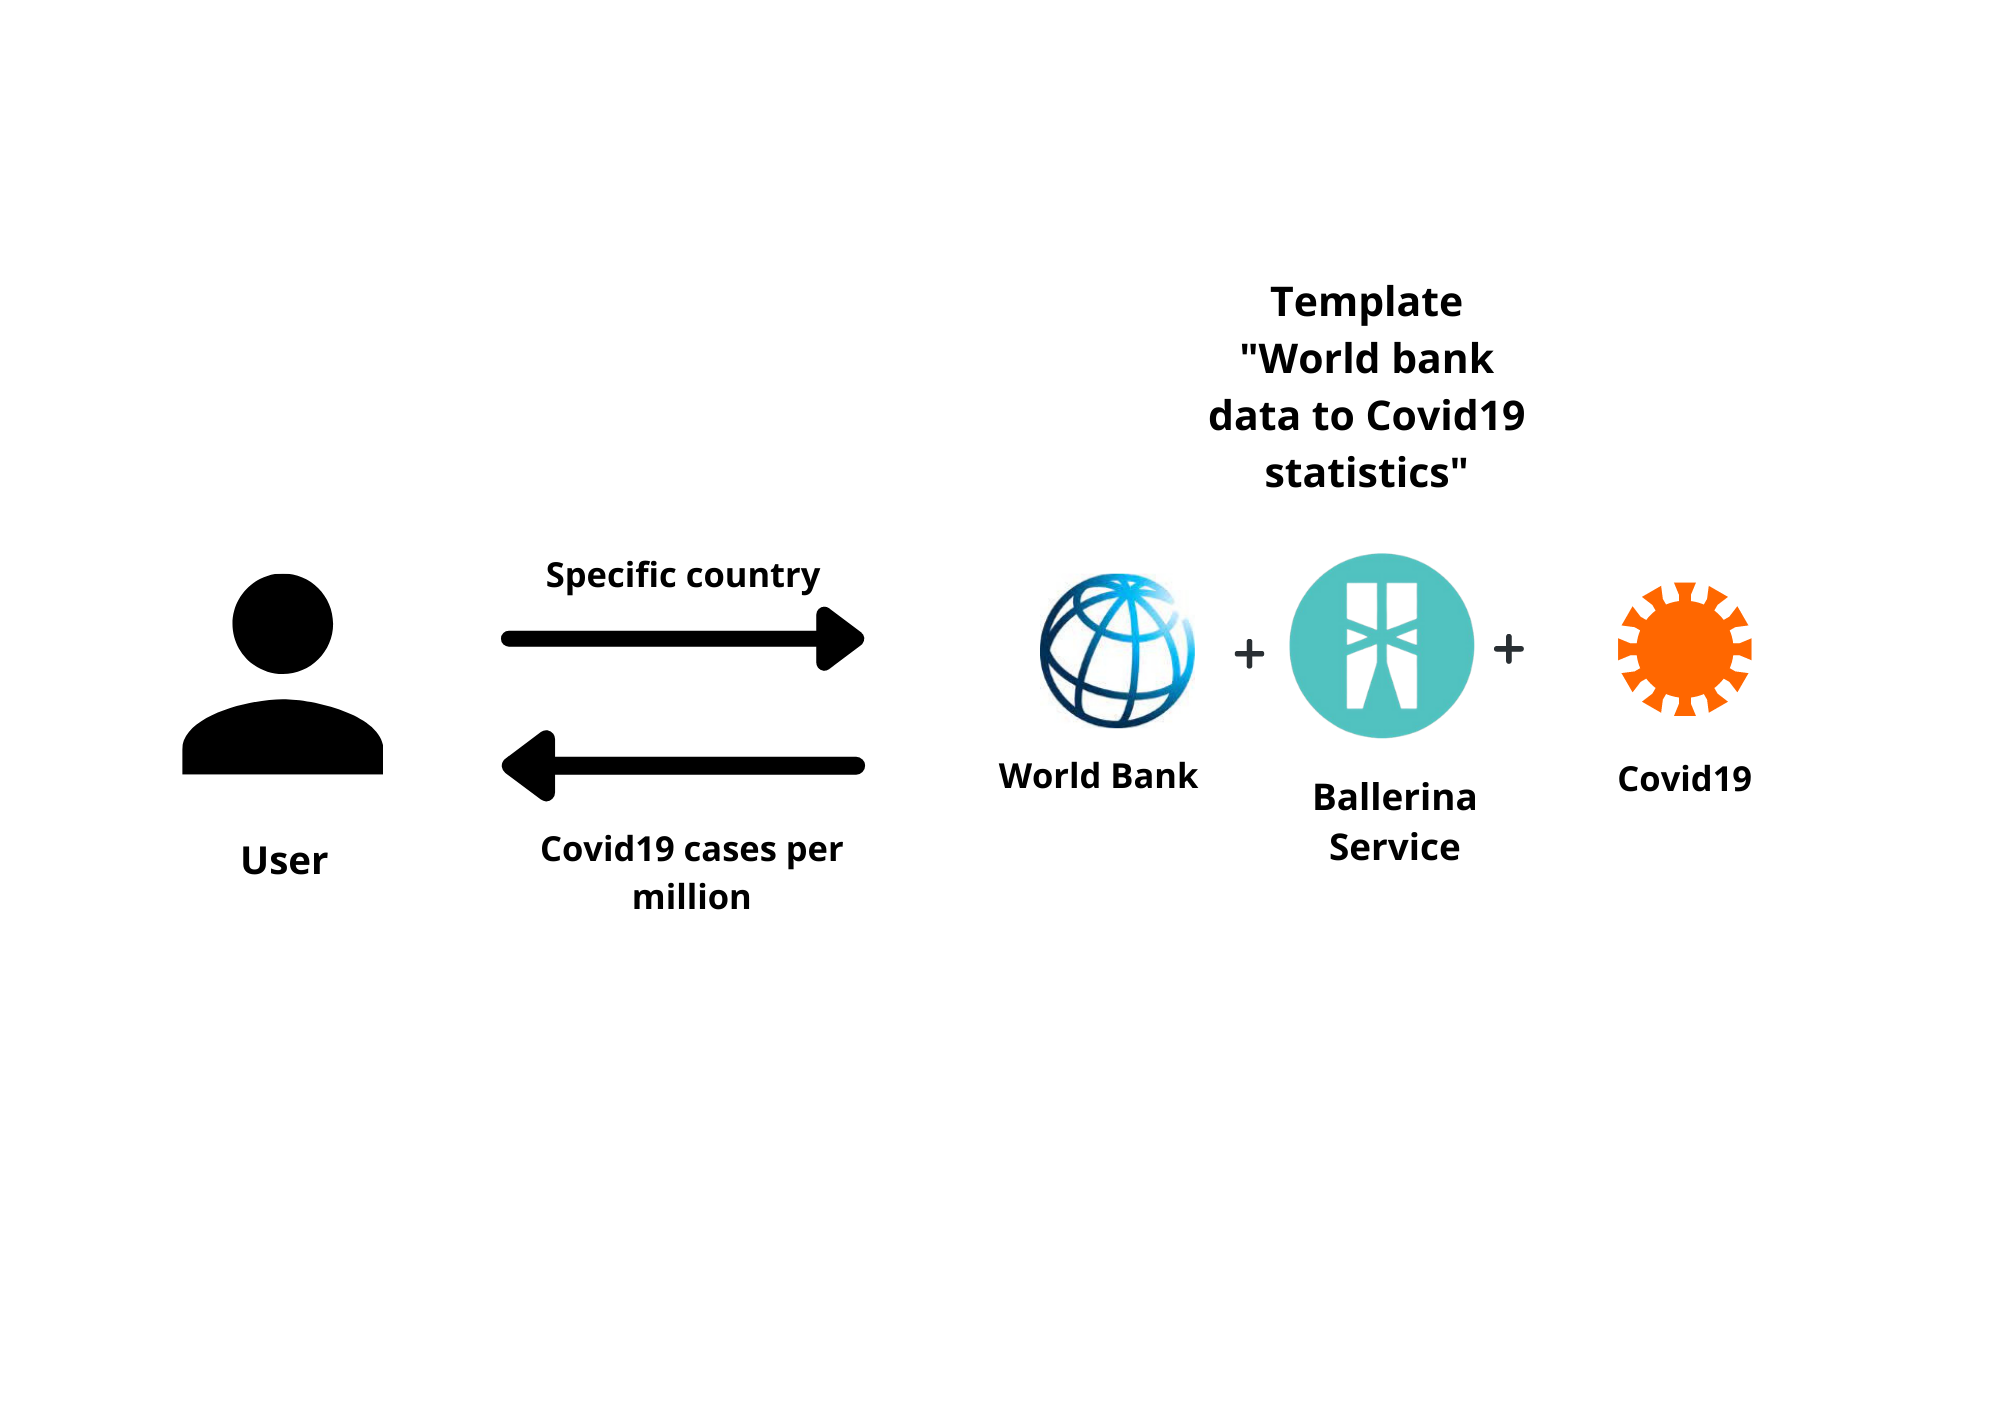 Template
"World bank
data to Covid19
statistics"
Specific country
Covid19 cases per
million
User
World Bank
+
Ballerina
Service
+
Covid19